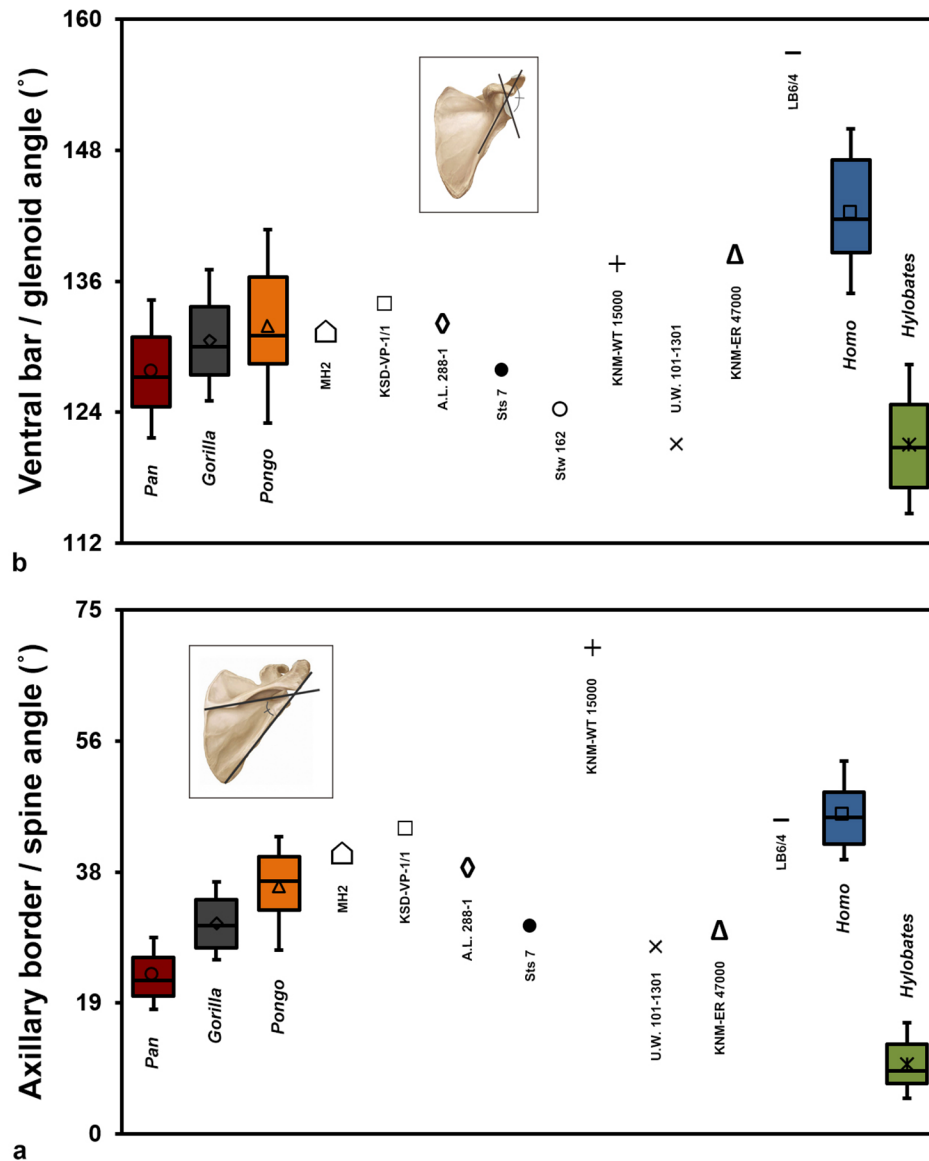 Ventral bar / glenoid angle (˚)
160
148
136
124
112
Pan
Gorilla
Pongo
MH2
KSD-VP-1/1
A.L. 288-1
Sts 7
Stw 162
KNM-WT 15000
U.W. 101-1301
KNM-ER 47000
LB6/4
Homo
Hylobates
b
Axillary border / spine angle (˚)
75
56
38
19
0
Pan
Gorilla
Pongo
MH2
KSD-VP-1/1
A.L. 288-1
Sts 7
KNM-WT 15000
U.W. 101-1301
KNM-ER 47000
LB6/4
Homo
Hylobates
a